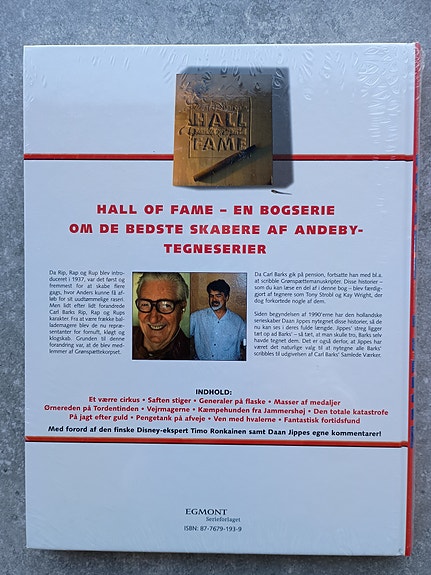 HALL
FAME
HALL OF FAME – EN BOGSERIE
OM DE BEDSTE SKABERE AF ANDEBY-
TEGNESERIER
Da Rip, Rap og Rup blev intro-
duceret i 1937, var det først og
fremmest for at skabe flere
gags, hvor Anders kunne få af-
løb for sit uudtømmelige raseri.
Men lidt efter lidt forandrede
Carl Barks Rip, Rap og Rups
karakter. Fra at være frække bal-
lademagere blev de nu repræ-
sentanter for fornuft, kløgt og
klogskab. Grunden til denne
forandring var, at de blev med-
lemmer af Grønspættekorpset.
Da Carl Barks gik på pension, fortsatte han med bl.a.
at scribble Grønspættemanuskripter. Disse historier –
som du kan læse en del af i denne bog – blev færdig-
gjort af tegnere som Tony Strobl og Kay Wright, der
dog forkortede nogle af dem.
Siden begyndelsen af 1990'erne har den hollandske
serieskaber Daan Jippes nytegnet disse historier, så de
nu kan ses i deres fulde længde. Jippes' streg ligger
tæt op ad Barks' – så tæt, at man skulle tro, Barks selv
havde tegnet dem. Det er også derfor, at Jippes har
været det naturlige valg til at nytegne alle Barks'
scribbles til udgivelsen af Carl Barks' Samlede Værker.
INDHOLD:
Et værre cirkus • Saften stiger • Generaler på flaske • Masser af medaljer
Ørnereden på Tordentinden • Vejrmagerne • Kæmpehunden fra Jammershøj • Den totale katastrofe
På jagt efter guld • Pengetank på afveje • Ven med hvalerne • Fantastisk fortidsfund
Med forord af den finske Disney-ekspert Timo Ronkainen samt Daan Jippes egne kommentarer!
EGMONT
Serieforlaget
ISBN: 87-7679-193-9